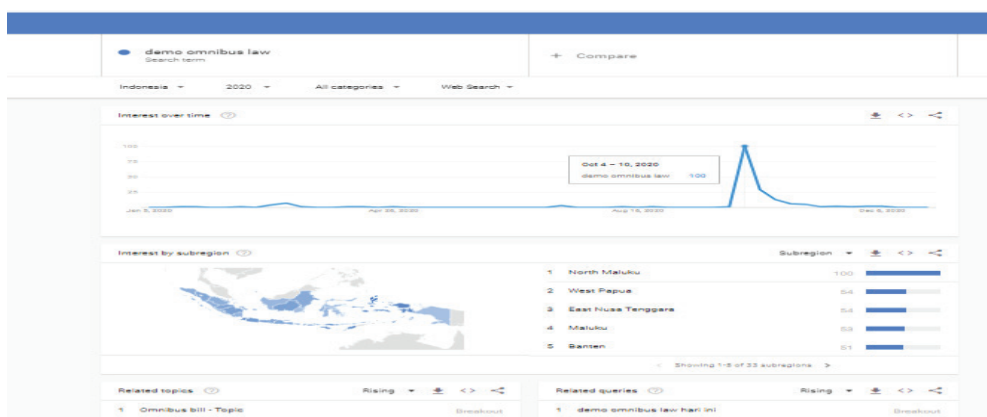 demo omnibus law
Search term
+ Compare
Indonesia 2020 All categories Web Search
Interest over time
100
75
50
25
Oct 4 – 10, 2020
demo omnibus law 100
Jan 5, 2020 Apr 26, 2020 Aug 16, 2020 Dec 6, 2020
Interest by subregion
Subregion
1 North Maluku 100
2 West Papua 54
3 East Nusa Tenggara 54
4 Maluku 53
5 Banten 51
Showing 1-5 of 33 subregions
Related topics Rising
Related queries Rising
1 Omnibus bill - Topic Breakout
1 demo omnibus law hari ini Breakout